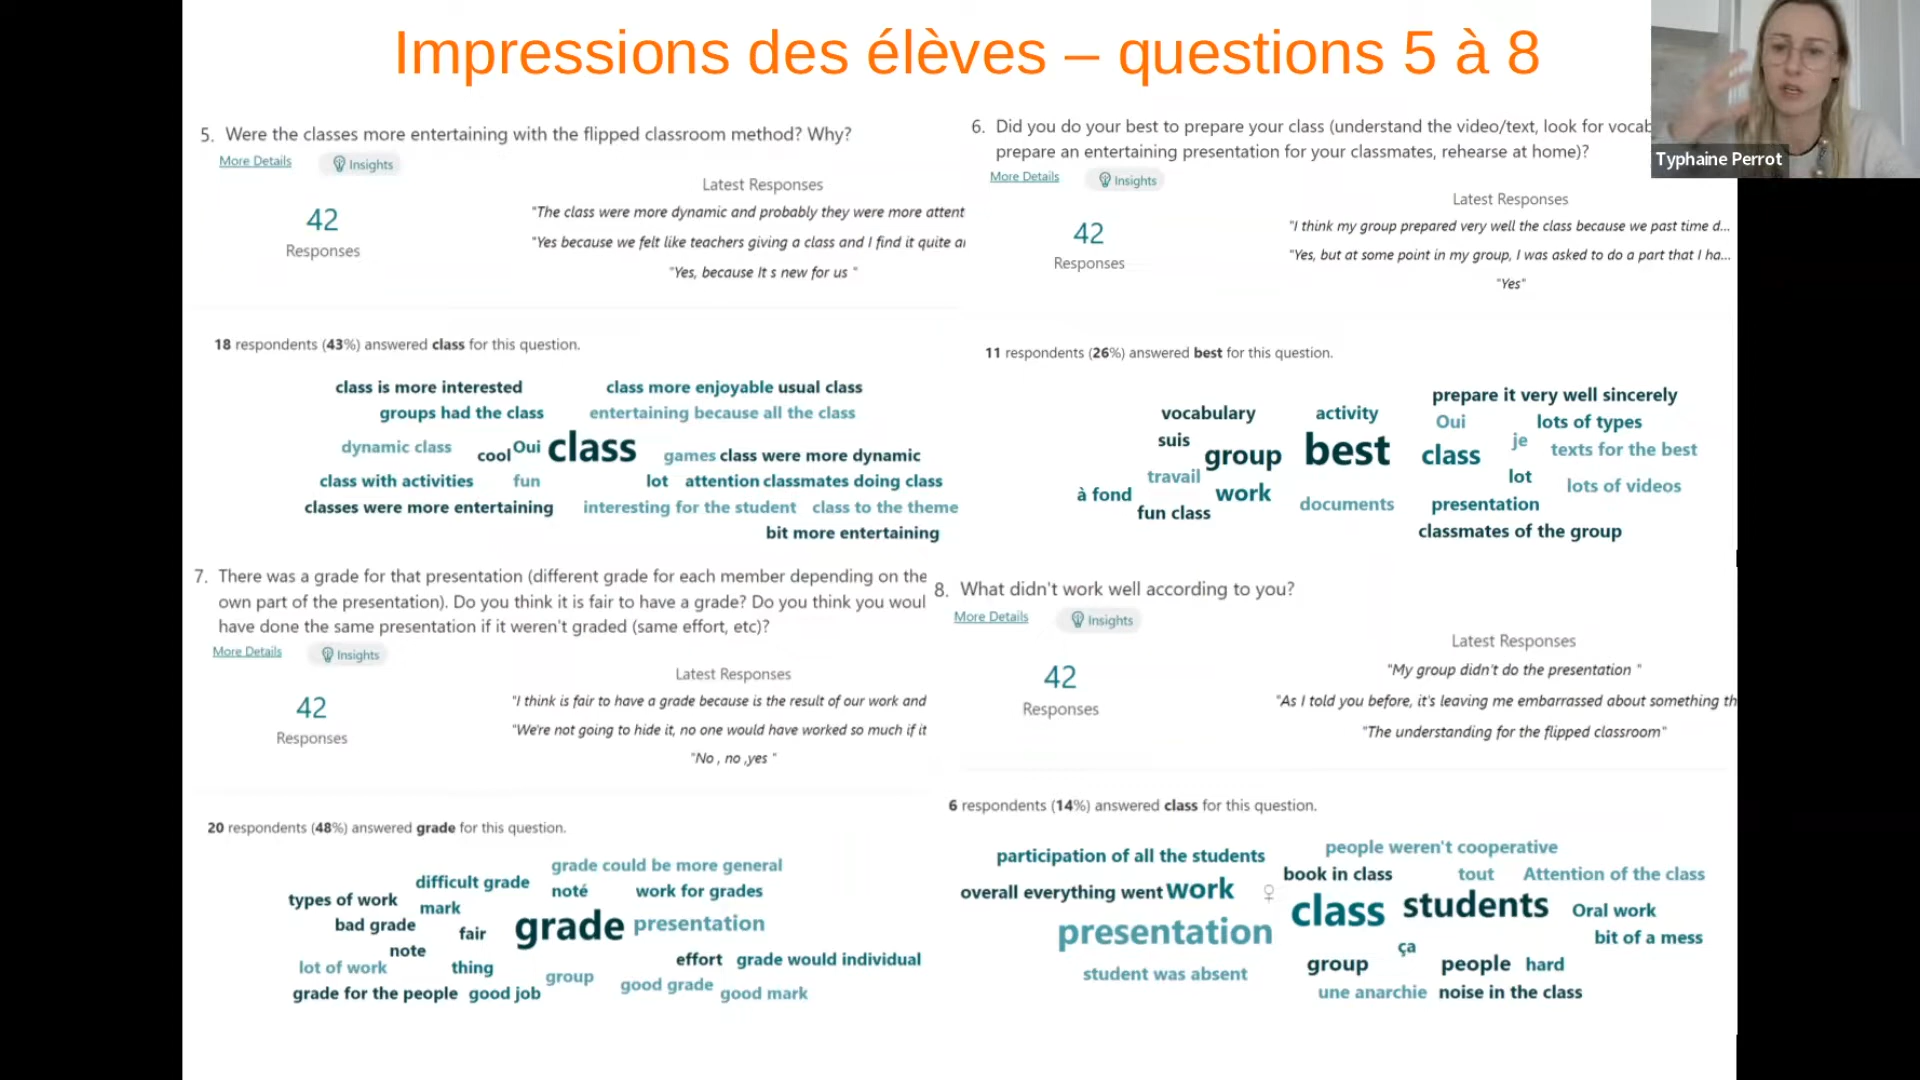 Impressions des élèves – questions 5 à 8
Typhaine Perrot
5. Were the classes more entertaining with the flipped classroom method? Why?
More Details
Insights
Latest Responses
42
Responses
"The class were more dynamic and probably they were more attent
"Yes because we felt like teachers giving a class and I find it quite ar
"Yes, because It s new for us "
18 respondents (43%) answered class for this question.
class is more interested
class more enjoyable usual class
groups had the class
entertaining because all the class
dynamic class
cool Oui class
games class were more dynamic
class with activities
fun
lot
attention classmates doing class
classes were more entertaining
interesting for the student
class to the theme
bit more entertaining
6. Did you do your best to prepare your class (understand the video/text, look for vocab
prepare an entertaining presentation for your classmates, rehearse at home)?
More Details
Insights
Latest Responses
42
Responses
"I think my group prepared very well the class because we past time d...
"Yes, but at some point in my group, I was asked to do a part that I ha...
"Yes"
11 respondents (26%) answered best for this question.
prepare it very well sincerely
vocabulary
activity
Oui
lots of types
suis
je
group
best
class
texts for the best
travail
lot
à fond
work
lots of videos
fun class
documents
presentation
classmates of the group
7. There was a grade for that presentation (different grade for each member depending on the
own part of the presentation). Do you think it is fair to have a grade? Do you think you woul
have done the same presentation if it weren't graded (same effort, etc)?
More Details
Insights
Latest Responses
42
Responses
"I think is fair to have a grade because is the result of our work and
"We're not going to hide it, no one would have worked so much if it
"No , no ,yes "
20 respondents (48%) answered grade for this question.
grade could be more general
difficult grade
noté
work for grades
types of work
mark
bad grade
fair
grade
presentation
note
effort
grade would individual
lot of work
thing
group
good grade
grade for the people
good job
good mark
8. What didn't work well according to you?
More Details
Insights
Latest Responses
42
Responses
"My group didn't do the presentation "
"As I told you before, it's leaving me embarrassed about something th
"The understanding for the flipped classroom"
6 respondents (14%) answered class for this question.
people weren't cooperative
participation of all the students
book in class
tout
Attention of the class
overall everything went work
♀
class
students
Oral work
presentation
bit of a mess
ça
group
people
hard
student was absent
une anarchie
noise in the class